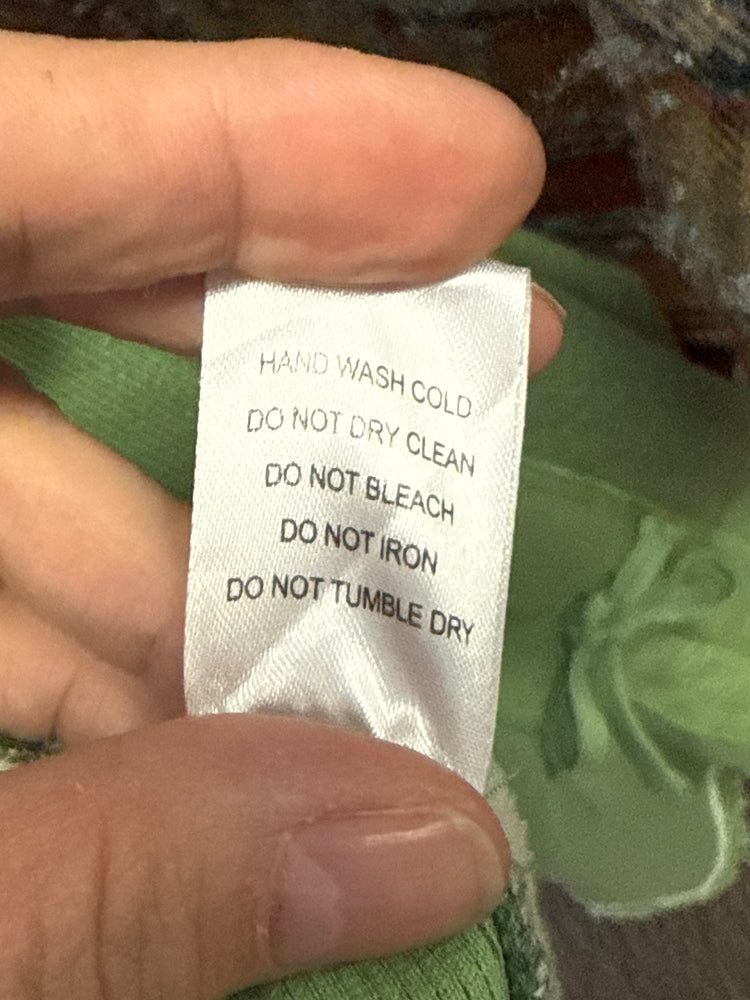 HAND WASH COLD
DO NOT DRY CLEAN
DO NOT BLEACH
DO NOT IRON
DO NOT TUMBLE DRY